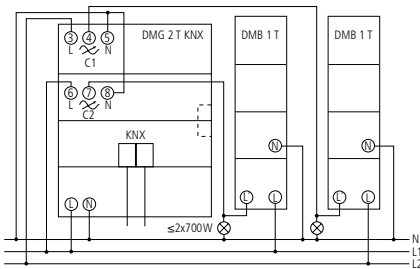 3 4 5 DMG 2 T KNX DMB 1 T DMB 1 T
L N
C1
6 7 8
L N
C2
KNX
N N
L N L L L L
≤2x700W
N
L1
L2